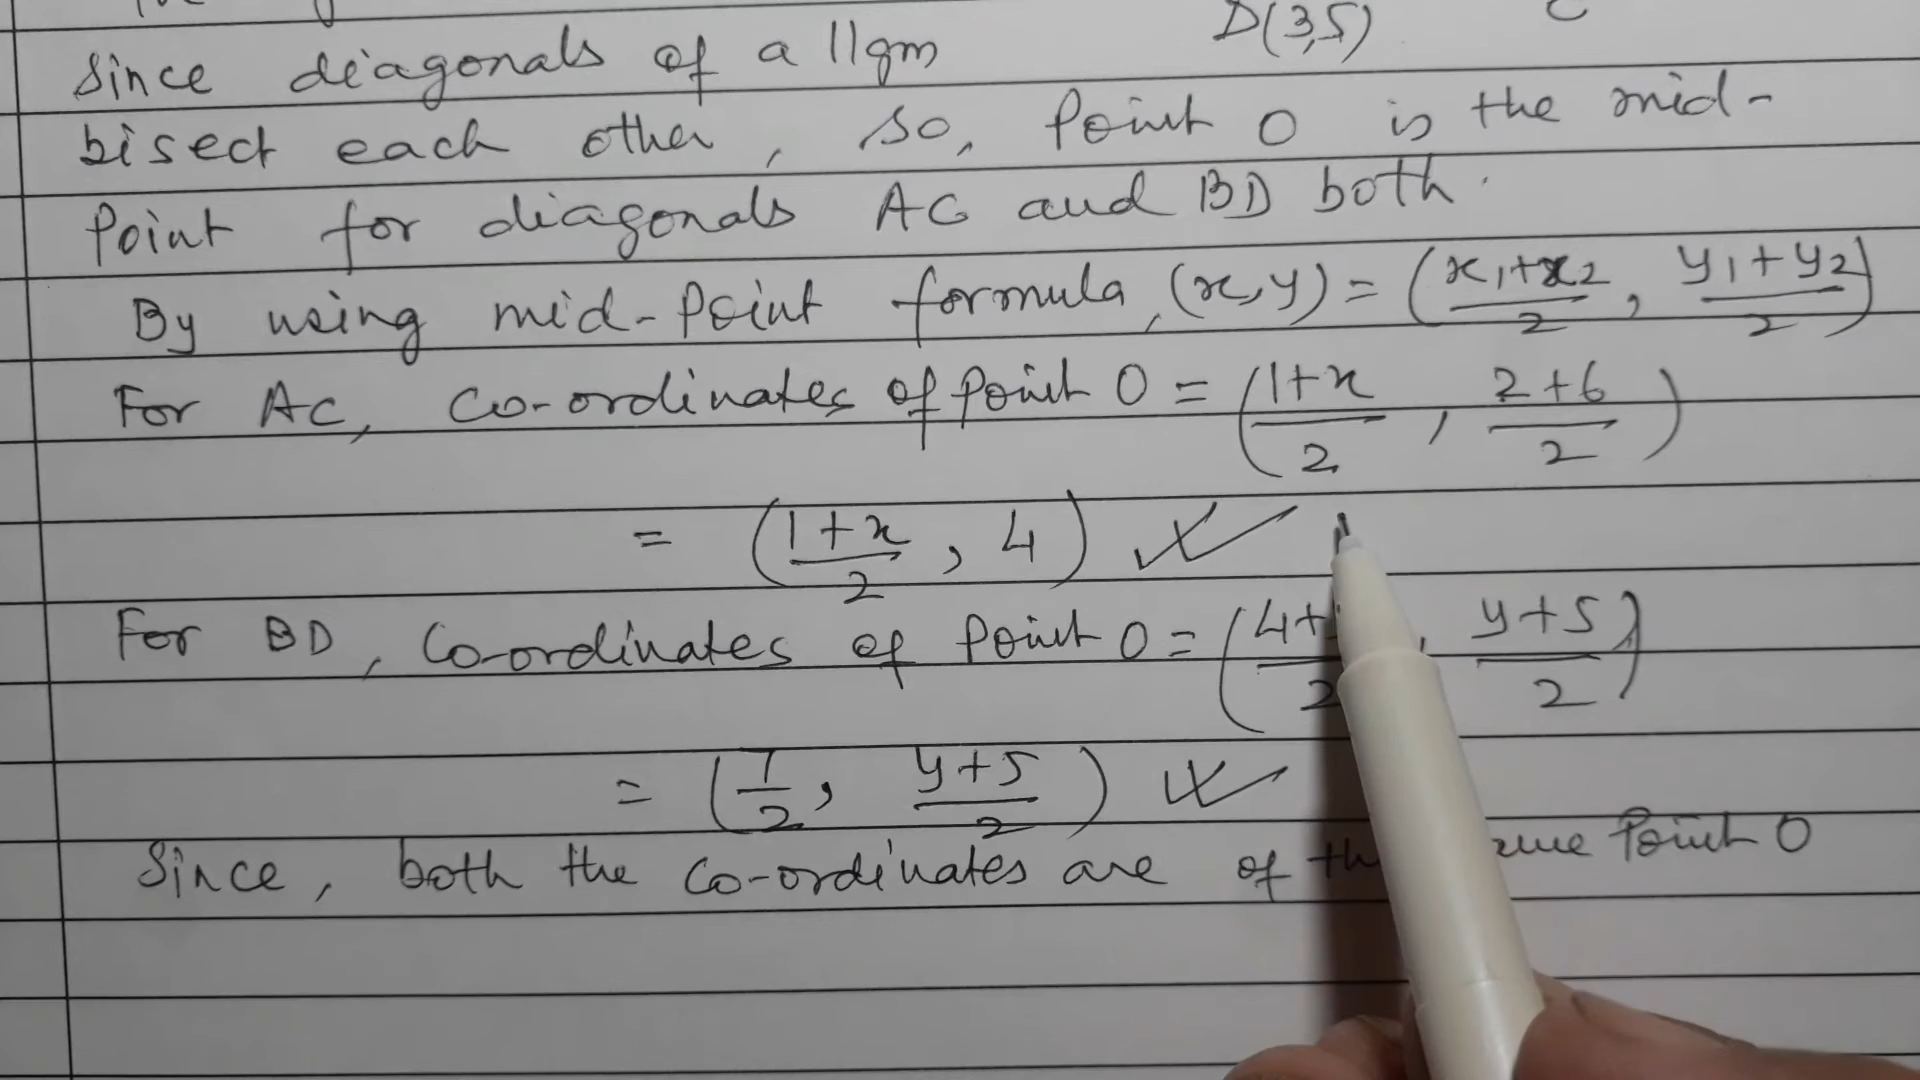 D(3,5) C
Since diagonals of a ||gm
bisect each other, so, Point O is the mid-
Point for diagonals AC and BD both.
By using mid-Point formula, (x,y) = (x1+x2/2, y1+y2/2)
For AC, Co-ordinates of Point O = (1+x/2, 2+6/2)
= (1+x/2, 4) ✓
For BD, Co-ordinates of Point O = (4+ /2, y+5/2)
= (7/2, y+5/2) ✓
Since, both the Co-ordinates are of Point O